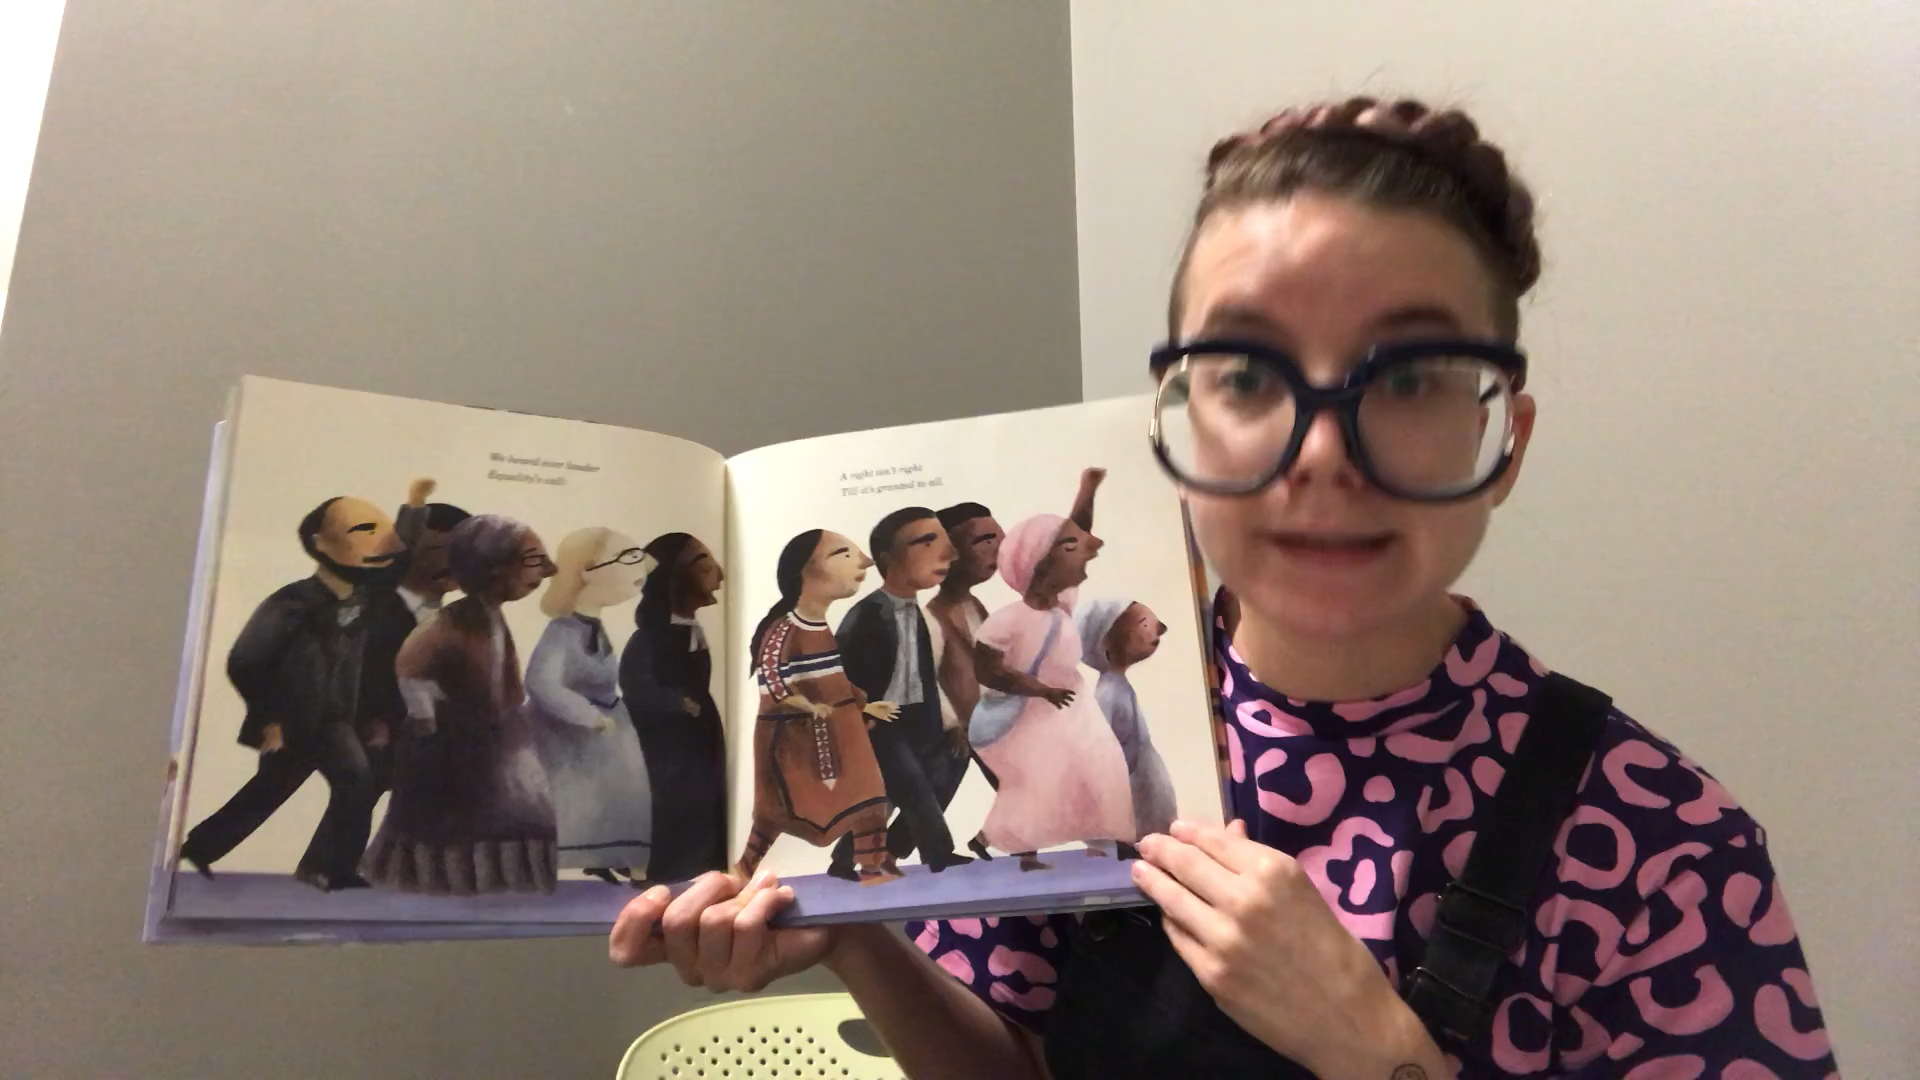 We heard ever louder
Equality's call:
A right isn't right
Till it's granted to all.